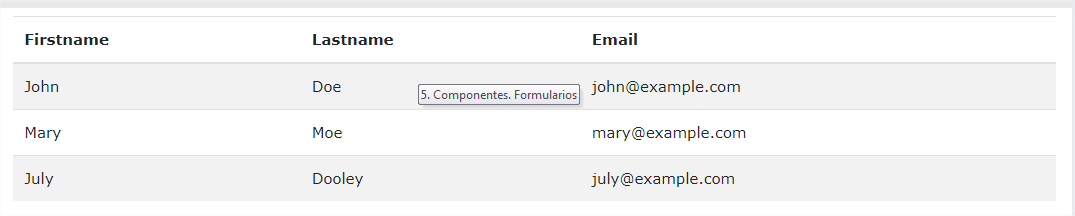 Firstname Lastname Email
John Doe john@example.com
5. Componentes. Formularios
Mary Moe mary@example.com
July Dooley july@example.com